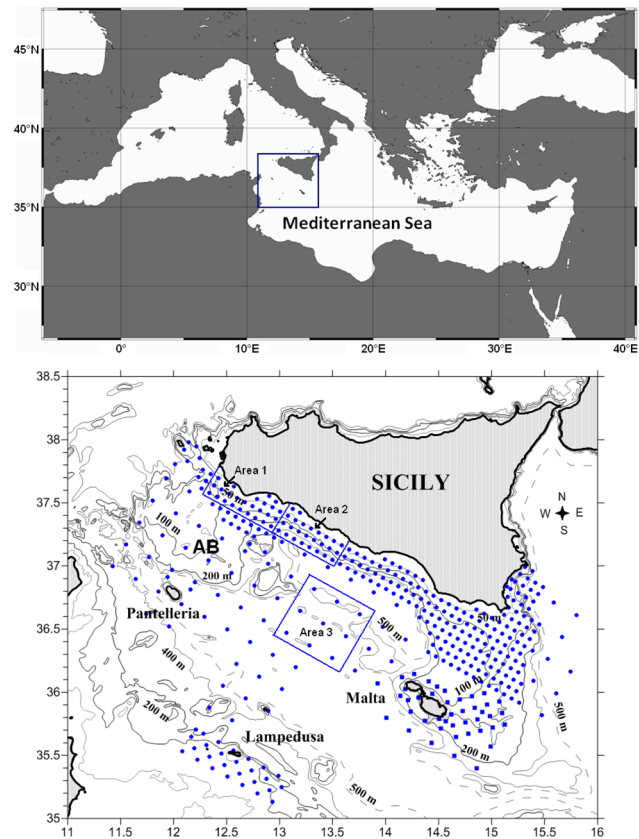 45°N
40°N
35°N
Mediterranean Sea
30°N
0° 10°E 20°E 30°E 40°E
38.5
38
Area 1
SICILY
50 m
37.5
Area 2
N
W E
S
100 m
AB
37
200 m
Pantelleria
50 m
36.5
Area 3
500 m
400 m
36
Malta
100 m
200 m
500 m
Lampedusa
200 m
35.5
500 m
35
11 11.5 12 12.5 13 13.5 14 14.5 15 15.5 16